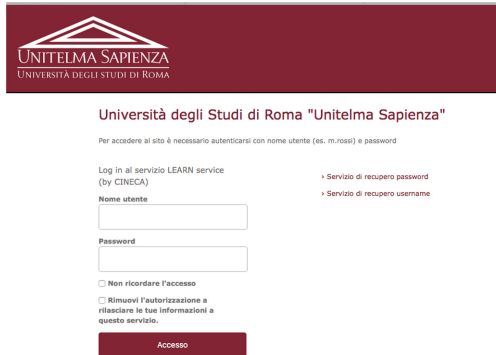 UNITELMA SAPIENZA
UNIVERSITÀ DEGLI STUDI DI ROMA
Università degli Studi di Roma "Unitelma Sapienza"
Per accedere al sito è necessario autenticarsi con nome utente (es. m.rossi) e password
Log in al servizio LEARN service
(by CINECA)
Nome utente
Password
Non ricordare l'accesso
Rimuovi l'autorizzazione a
rilasciare le tue informazioni a
questo servizio.
Accesso
› Servizio di recupero password
› Servizio di recupero username